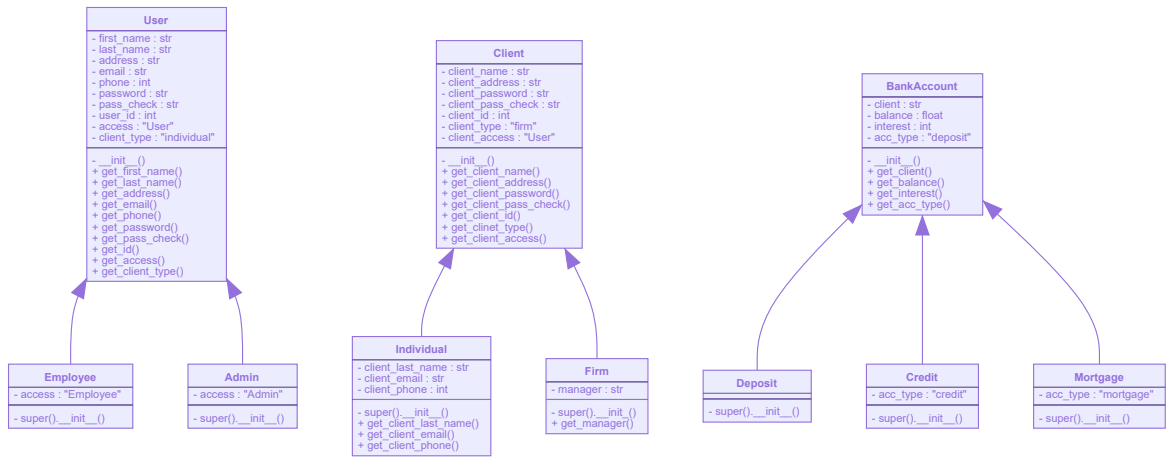 User
- first_name : str
- last_name : str
- address : str
- email : str
- phone : int
- password : str
- pass_check : str
- user_id : int
- access : "User"
- client_type : "individual"
- __init__()
+ get_first_name()
+ get_last_name()
+ get_address()
+ get_email()
+ get_phone()
+ get_password()
+ get_pass_check()
+ get_id()
+ get_access()
+ get_client_type()
Client
- client_name : str
- client_address : str
- client_password : str
- client_pass_check : str
- client_id : int
- client_type : "firm"
- client_access : "User"
- __init__()
+ get_client_name()
+ get_client_address()
+ get_client_password()
+ get_client_pass_check()
+ get_client_id()
+ get_clinet_type()
+ get_client_access()
BankAccount
- client : str
- balance : float
- interest : int
- acc_type : "deposit"
- __init__()
+ get_client()
+ get_balance()
+ get_interest()
+ get_acc_type()
Employee
- access : "Employee"
- super().__init__()
Admin
- access : "Admin"
- super().__init__()
Individual
- client_last_name : str
- client_email : str
- client_phone : int
- super().__init__()
+ get_client_last_name()
+ get_client_email()
+ get_client_phone()
Firm
- manager : str
- super().__init__()
+ get_manager()
Deposit
- super().__init__()
Credit
- acc_type : "credit"
- super().__init__()
Mortgage
- acc_type : "mortgage"
- super().__init__()